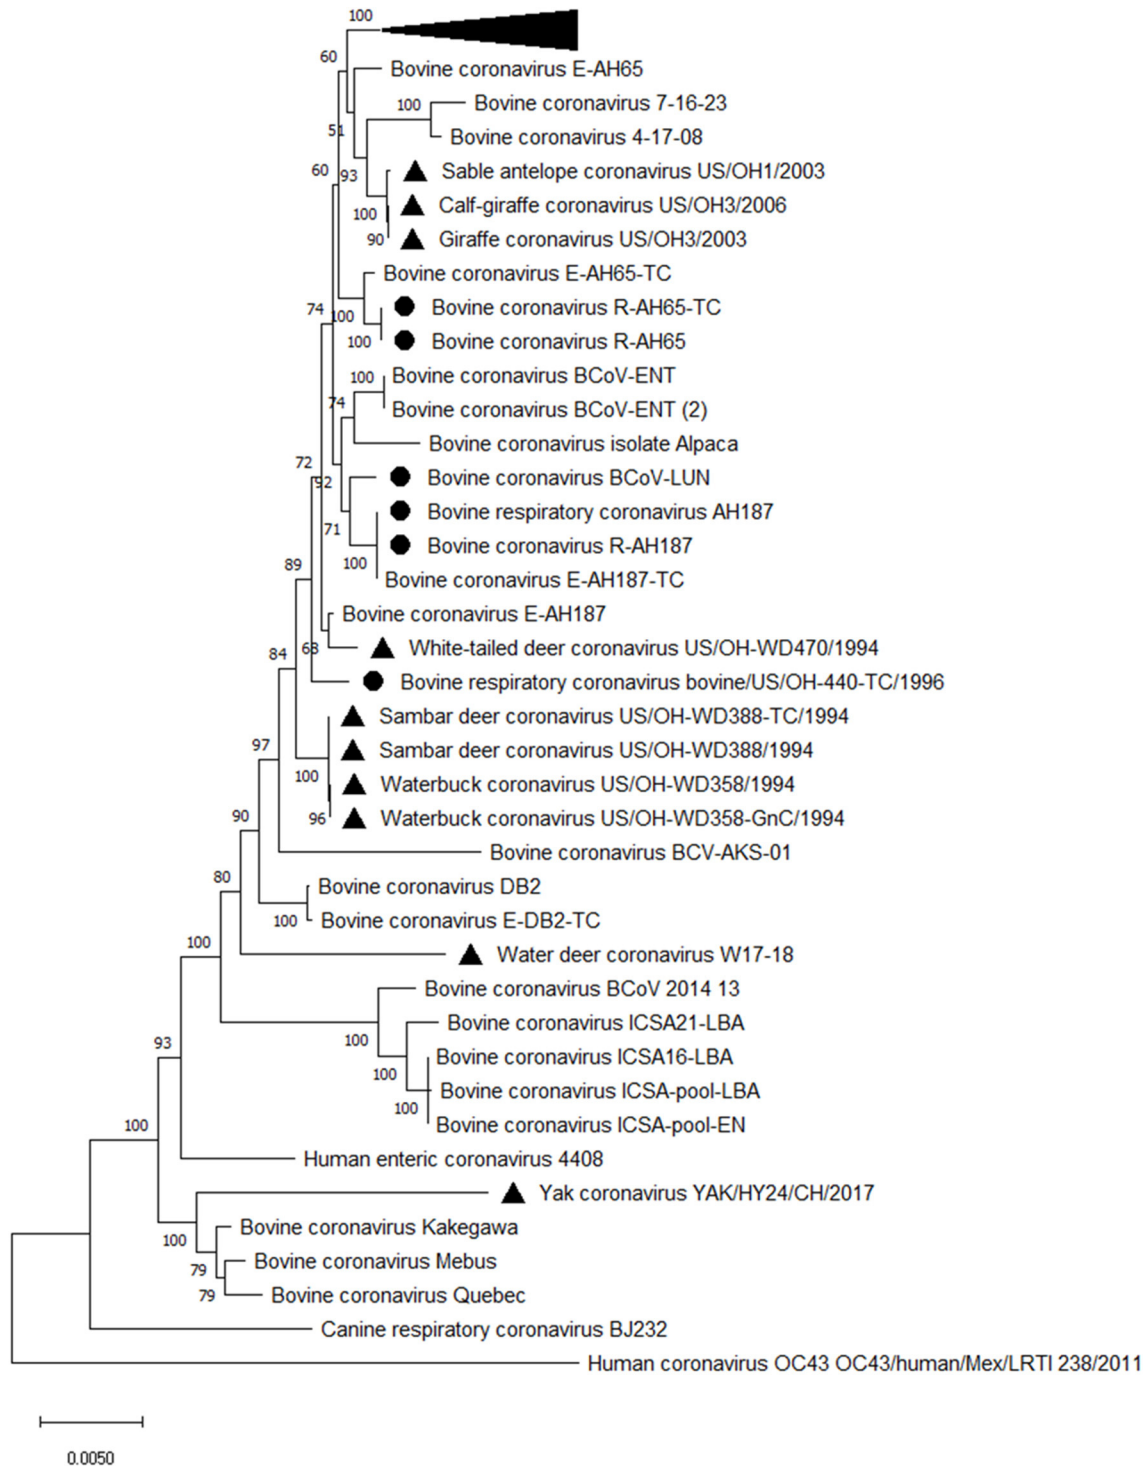 100
60
Bovine coronavirus E-AH65
100
Bovine coronavirus 7-16-23
51
Bovine coronavirus 4-17-08
60
93
Sable antelope coronavirus US/OH1/2003
100
Calf-giraffe coronavirus US/OH3/2006
90
Giraffe coronavirus US/OH3/2003
Bovine coronavirus E-AH65-TC
74
100
Bovine coronavirus R-AH65-TC
100
Bovine coronavirus R-AH65
100
Bovine coronavirus BCoV-ENT
74
Bovine coronavirus BCoV-ENT (2)
Bovine coronavirus isolate Alpaca
72
92
Bovine coronavirus BCoV-LUN
Bovine respiratory coronavirus AH187
71
Bovine coronavirus R-AH187
100
89
Bovine coronavirus E-AH187-TC
Bovine coronavirus E-AH187
84
68
White-tailed deer coronavirus US/OH-WD470/1994
Bovine respiratory coronavirus bovine/US/OH-440-TC/1996
Sambar deer coronavirus US/OH-WD388-TC/1994
97
Sambar deer coronavirus US/OH-WD388/1994
100
Waterbuck coronavirus US/OH-WD358/1994
90
96
Waterbuck coronavirus US/OH-WD358-GnC/1994
Bovine coronavirus BCV-AKS-01
80
Bovine coronavirus DB2
100
Bovine coronavirus E-DB2-TC
100
Water deer coronavirus W17-18
Bovine coronavirus BCoV 2014 13
Bovine coronavirus ICSA21-LBA
93
100
Bovine coronavirus ICSA16-LBA
100
Bovine coronavirus ICSA-pool-LBA
100
Bovine coronavirus ICSA-pool-EN
100
Human enteric coronavirus 4408
Yak coronavirus YAK/HY24/CH/2017
Bovine coronavirus Kakegawa
100
Bovine coronavirus Mebus
79
79
Bovine coronavirus Quebec
Canine respiratory coronavirus BJ232
Human coronavirus OC43 OC43/human/Mex/LRTI 238/2011
0.0050